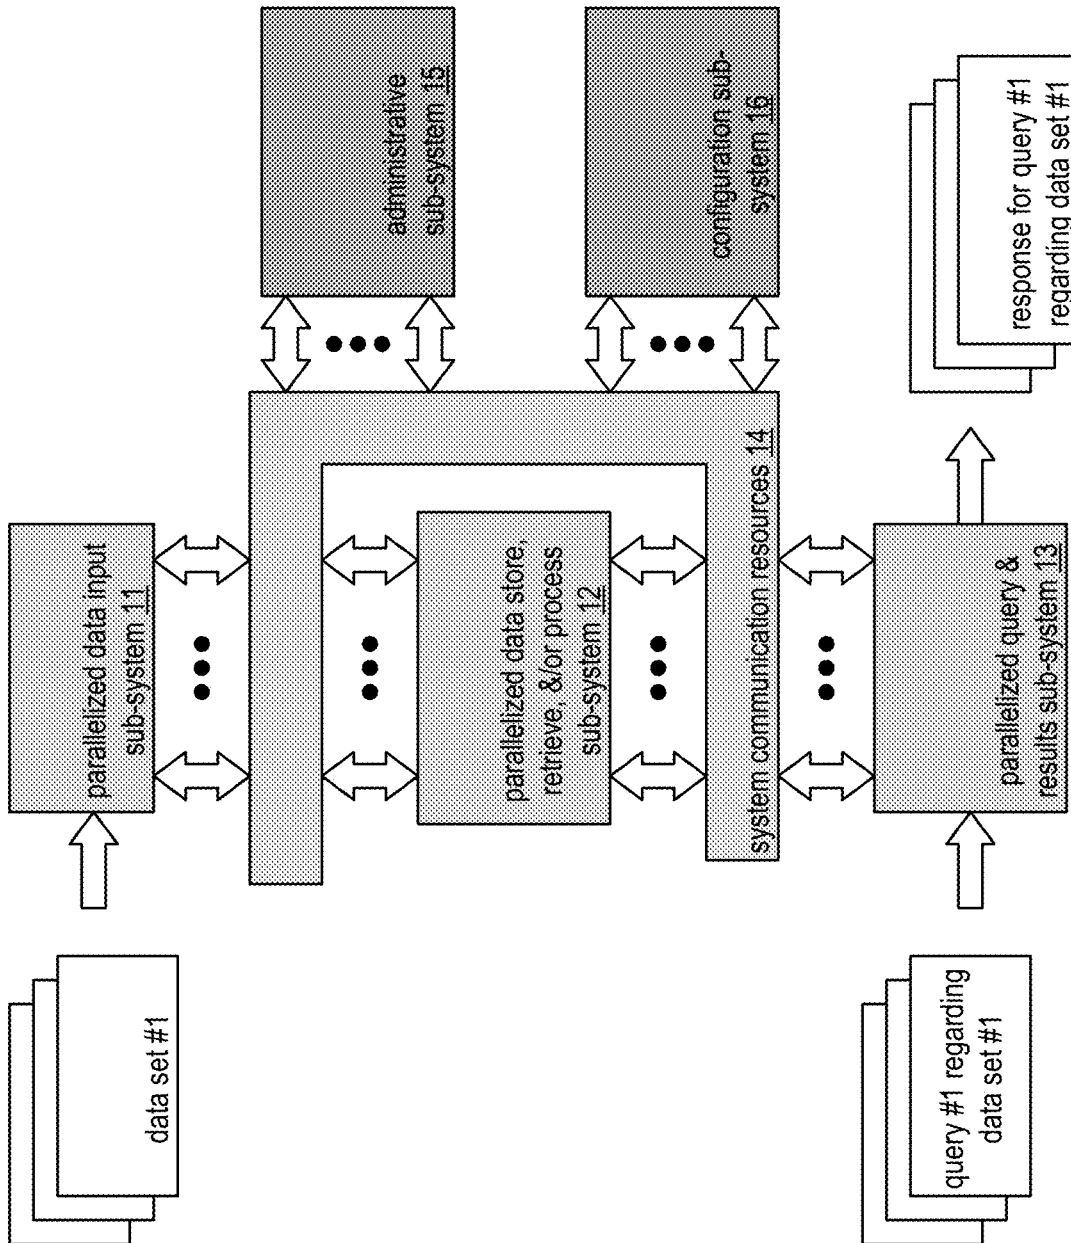 data set #1
parallelized data input
sub-system 11
administrative
sub-system 15
parallelized data store,
retrieve, &/or process
sub-system 12
system communication resources 14
configuration sub-
system 16
query #1 regarding
data set #1
parallelized query &
results sub-system 13
response for query #1
regarding data set #1